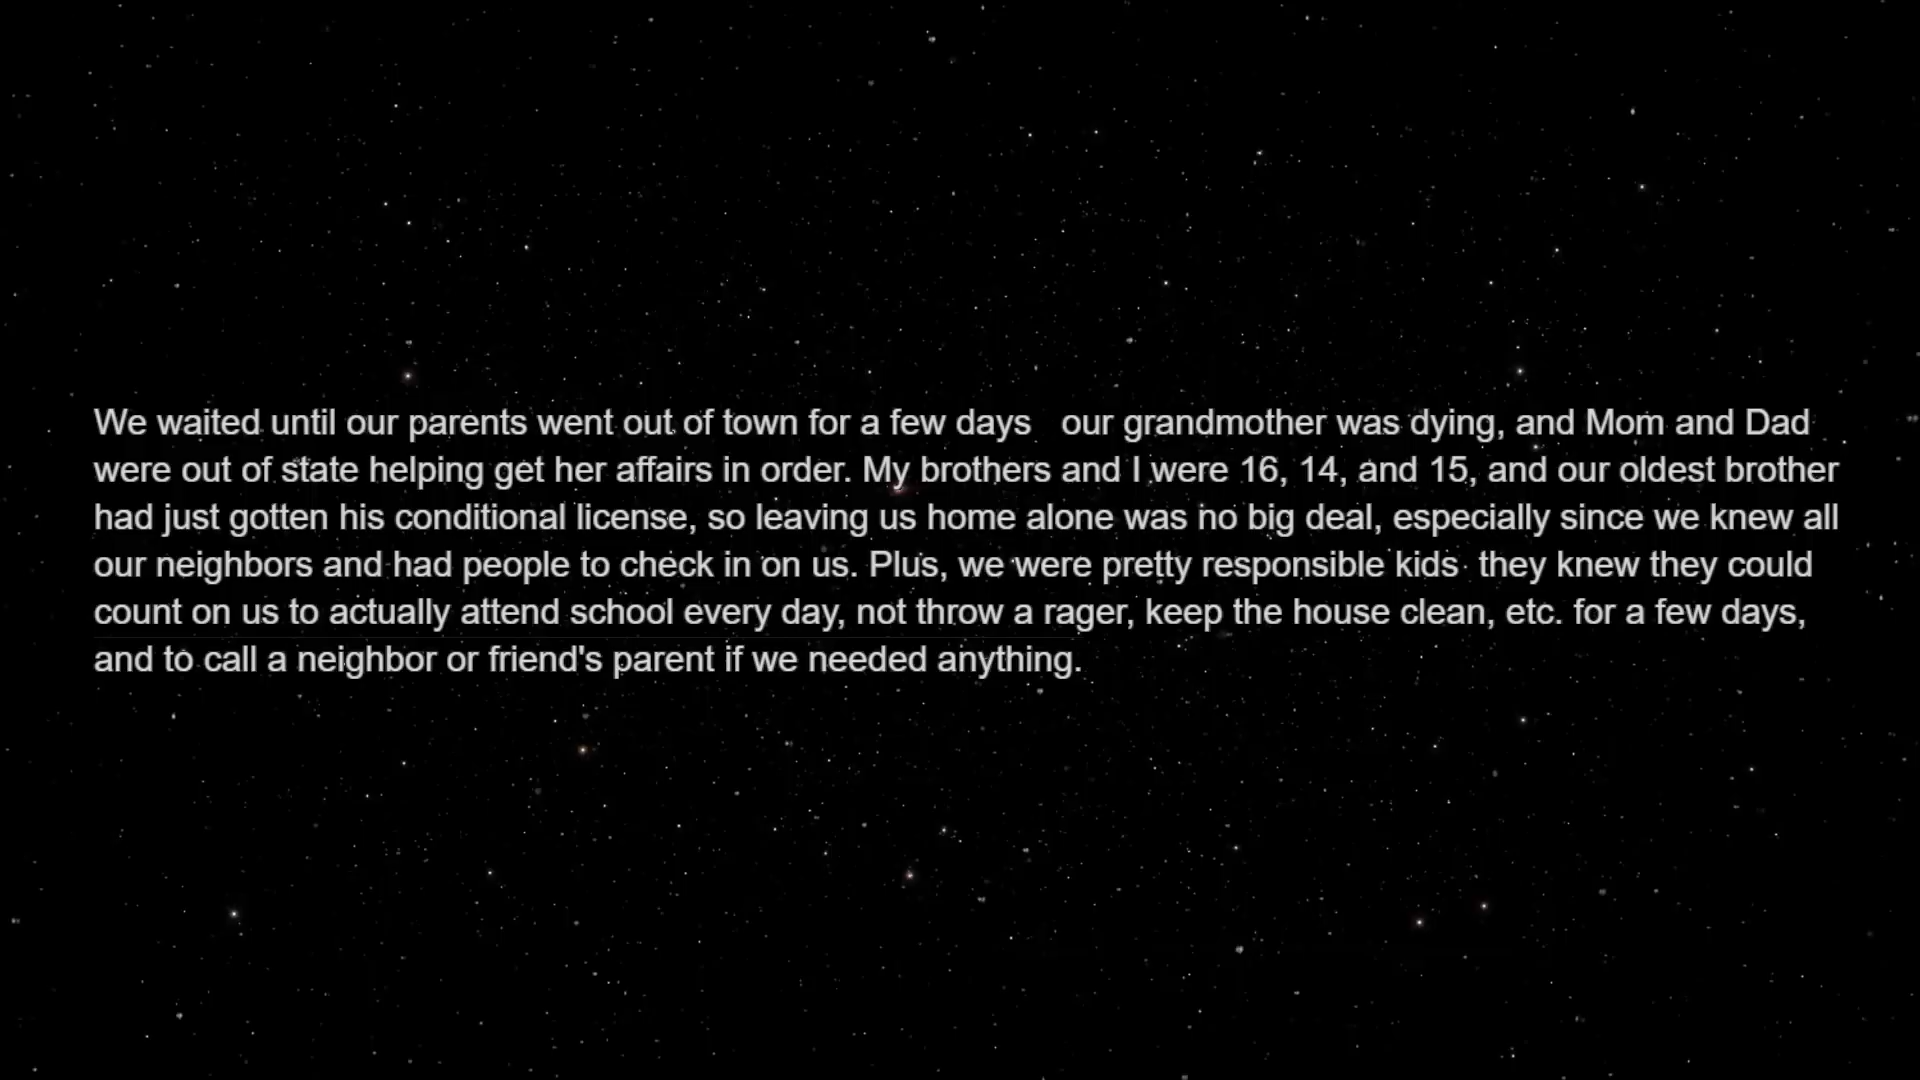 We waited until our parents went out of town for a few days   our grandmother was dying, and Mom and Dad
were out of state helping get her affairs in order. My brothers and I were 16, 14, and 15, and our oldest brother
had just gotten his conditional license, so leaving us home alone was no big deal, especially since we knew all
our neighbors and had people to check in on us. Plus, we were pretty responsible kids  they knew they could
count on us to actually attend school every day, not throw a rager, keep the house clean, etc. for a few days,
and to call a neighbor or friend's parent if we needed anything.